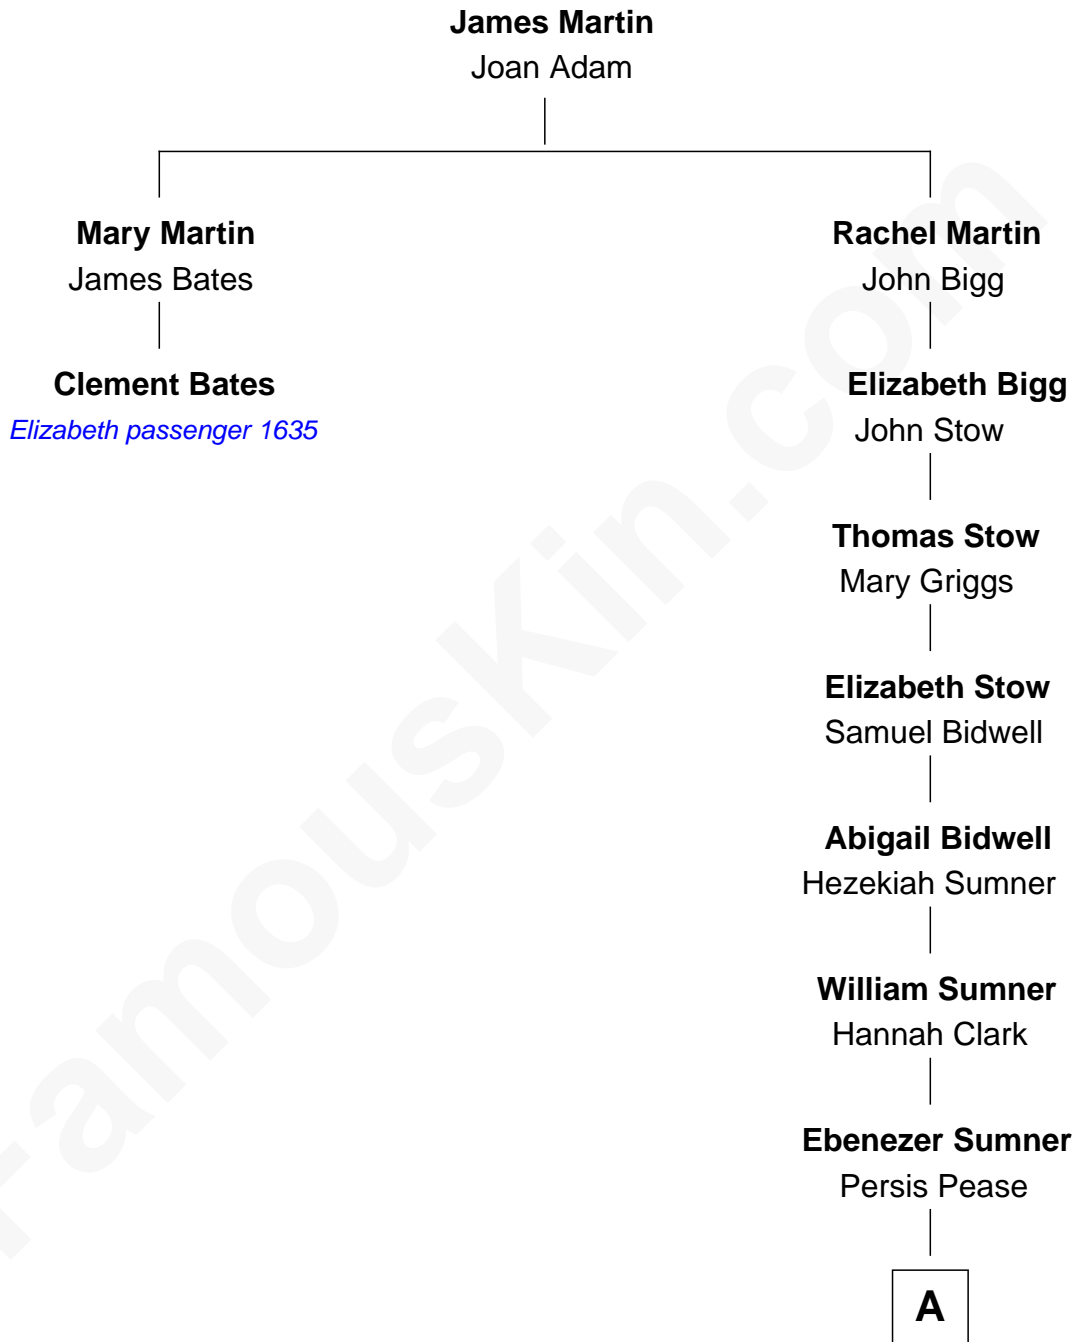 James Martin
Joan Adam
Mary Martin
James Bates
Rachel Martin
John Bigg
Clement Bates
Elizabeth passenger 1635
Elizabeth Bigg
John Stow
Thomas Stow
Mary Griggs
Elizabeth Stow
Samuel Bidwell
Abigail Bidwell
Hezekiah Sumner
William Sumner
Hannah Clark
Ebenezer Sumner
Persis Pease
A
FamousKin.com